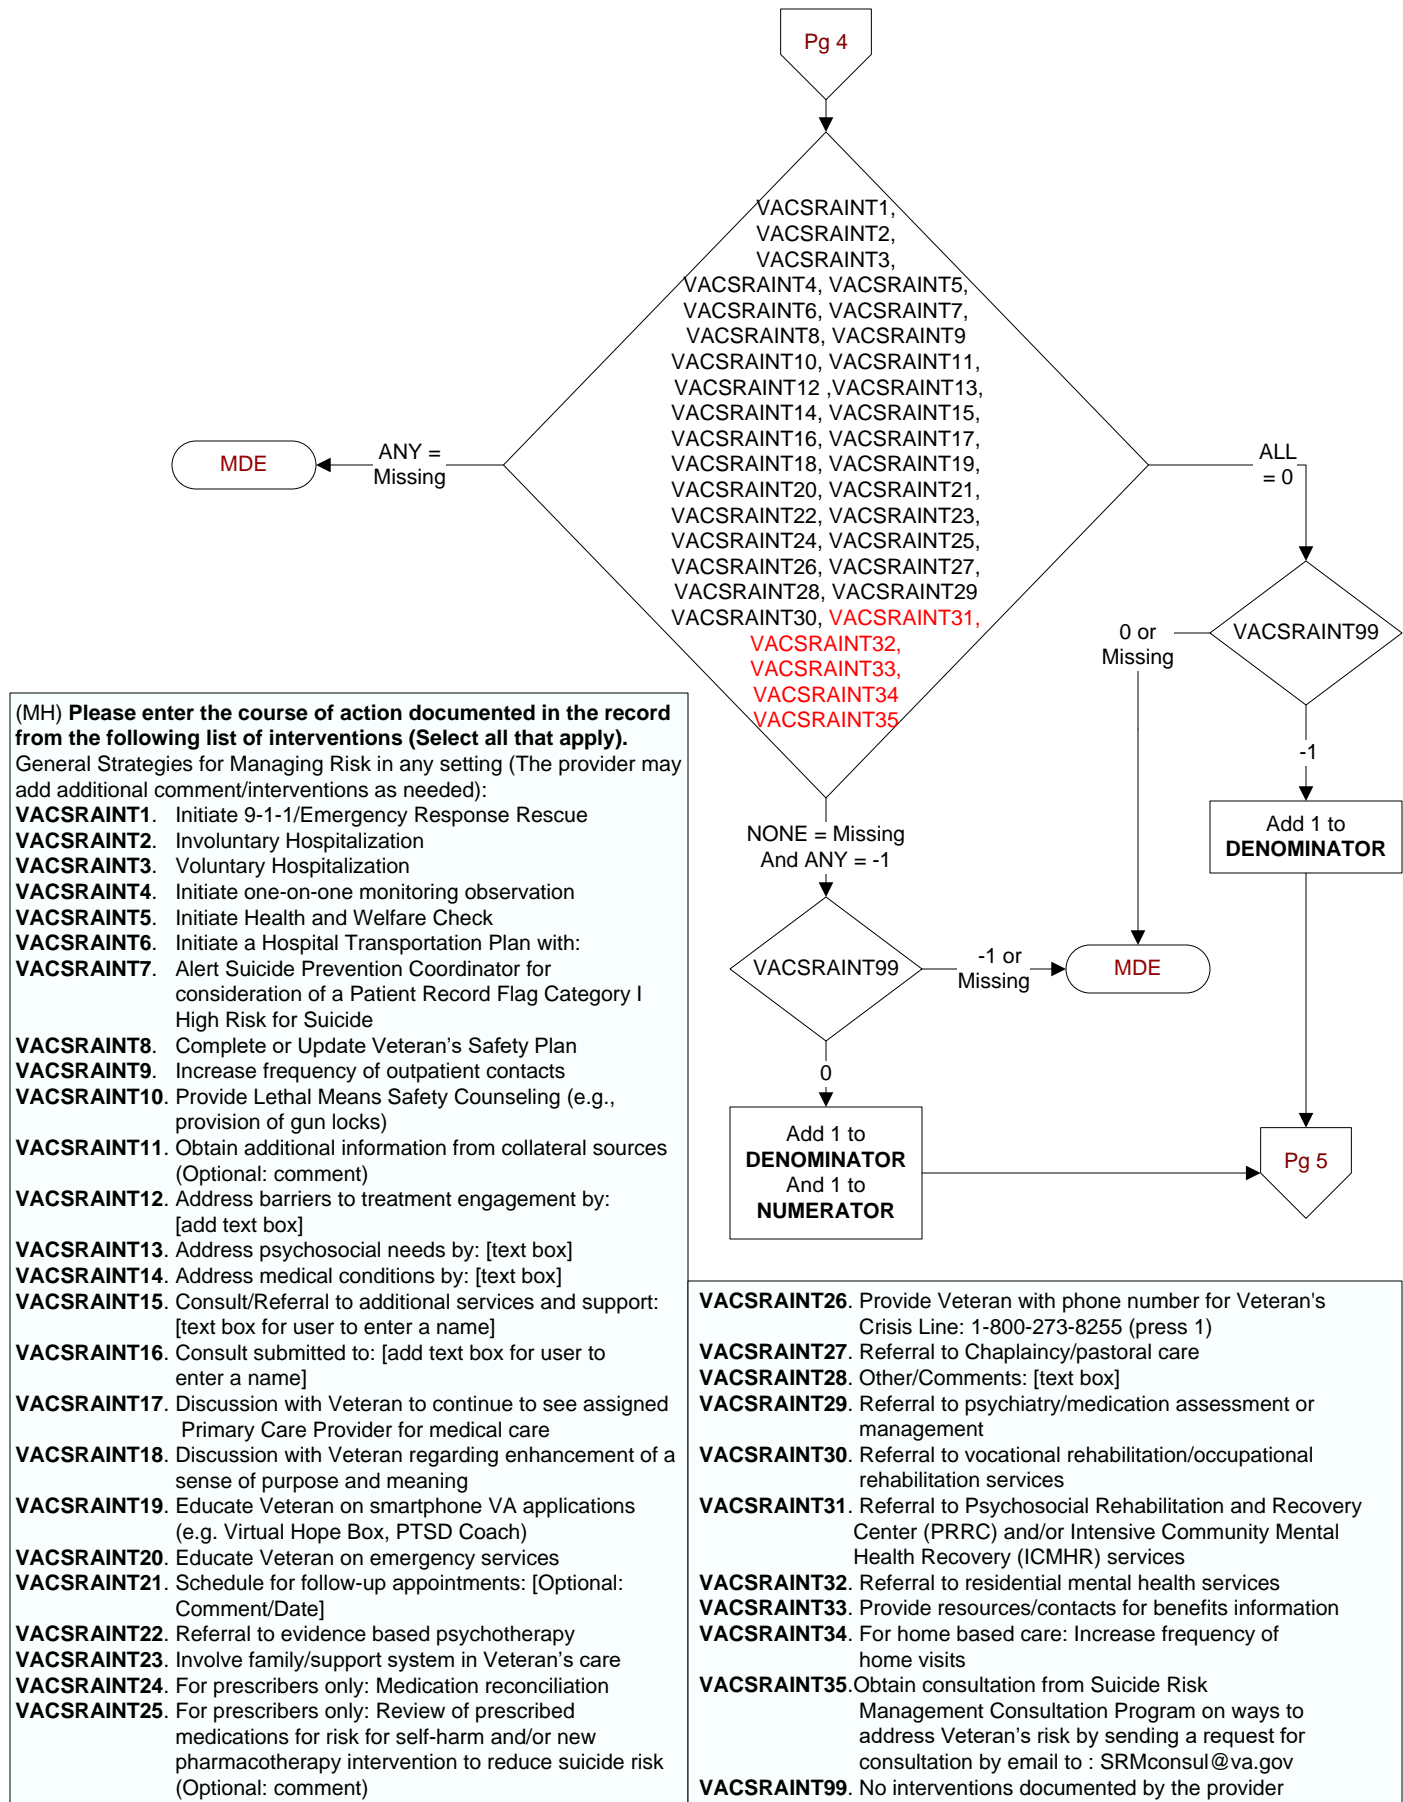 Pg 4
VACSRAINT1,
VACSRAINT2,
VACSRAINT3,
VACSRAINT4, VACSRAINT5,
VACSRAINT6, VACSRAINT7,
VACSRAINT8, VACSRAINT9
VACSRAINT10, VACSRAINT11,
VACSRAINT12 ,VACSRAINT13,
VACSRAINT14, VACSRAINT15,
VACSRAINT16, VACSRAINT17,
VACSRAINT18, VACSRAINT19,
VACSRAINT20, VACSRAINT21,
VACSRAINT22, VACSRAINT23,
VACSRAINT24, VACSRAINT25,
VACSRAINT26, VACSRAINT27,
VACSRAINT28, VACSRAINT29
VACSRAINT30, VACSRAINT31,
VACSRAINT32,
VACSRAINT33,
VACSRAINT34
VACSRAINT35
ANY =
Missing
MDE
ALL
= 0
VACSRAINT99
0 or
Missing
-1
Add 1 to
DENOMINATOR
NONE = Missing
And ANY = -1
VACSRAINT99
-1 or
Missing
MDE
0
Add 1 to
DENOMINATOR
And 1 to
NUMERATOR
Pg 5
(MH) Please enter the course of action documented in the record
from the following list of interventions (Select all that apply).
General Strategies for Managing Risk in any setting (The provider may
add additional comment/interventions as needed):
VACSRAINT1. Initiate 9-1-1/Emergency Response Rescue
VACSRAINT2. Involuntary Hospitalization
VACSRAINT3. Voluntary Hospitalization
VACSRAINT4. Initiate one-on-one monitoring observation
VACSRAINT5. Initiate Health and Welfare Check
VACSRAINT6. Initiate a Hospital Transportation Plan with:
VACSRAINT7. Alert Suicide Prevention Coordinator for
consideration of a Patient Record Flag Category I
High Risk for Suicide
VACSRAINT8. Complete or Update Veteran's Safety Plan
VACSRAINT9. Increase frequency of outpatient contacts
VACSRAINT10. Provide Lethal Means Safety Counseling (e.g.,
provision of gun locks)
VACSRAINT11. Obtain additional information from collateral sources
(Optional: comment)
VACSRAINT12. Address barriers to treatment engagement by:
[add text box]
VACSRAINT13. Address psychosocial needs by: [text box]
VACSRAINT14. Address medical conditions by: [text box]
VACSRAINT15. Consult/Referral to additional services and support:
[text box for user to enter a name]
VACSRAINT16. Consult submitted to: [add text box for user to
enter a name]
VACSRAINT17. Discussion with Veteran to continue to see assigned
Primary Care Provider for medical care
VACSRAINT18. Discussion with Veteran regarding enhancement of a
sense of purpose and meaning
VACSRAINT19. Educate Veteran on smartphone VA applications
(e.g. Virtual Hope Box, PTSD Coach)
VACSRAINT20. Educate Veteran on emergency services
VACSRAINT21. Schedule for follow-up appointments: [Optional:
Comment/Date]
VACSRAINT22. Referral to evidence based psychotherapy
VACSRAINT23. Involve family/support system in Veteran's care
VACSRAINT24. For prescribers only: Medication reconciliation
VACSRAINT25. For prescribers only: Review of prescribed
medications for risk for self-harm and/or new
pharmacotherapy intervention to reduce suicide risk
(Optional: comment)
VACSRAINT26. Provide Veteran with phone number for Veteran's
Crisis Line: 1-800-273-8255 (press 1)
VACSRAINT27. Referral to Chaplaincy/pastoral care
VACSRAINT28. Other/Comments: [text box]
VACSRAINT29. Referral to psychiatry/medication assessment or
management
VACSRAINT30. Referral to vocational rehabilitation/occupational
rehabilitation services
VACSRAINT31. Referral to Psychosocial Rehabilitation and Recovery
Center (PRRC) and/or Intensive Community Mental
Health Recovery (ICMHR) services
VACSRAINT32. Referral to residential mental health services
VACSRAINT33. Provide resources/contacts for benefits information
VACSRAINT34. For home based care: Increase frequency of
home visits
VACSRAINT35.Obtain consultation from Suicide Risk
Management Consultation Program on ways to
address Veteran's risk by sending a request for
consultation by email to : SRMconsul@va.gov
VACSRAINT99. No interventions documented by the provider